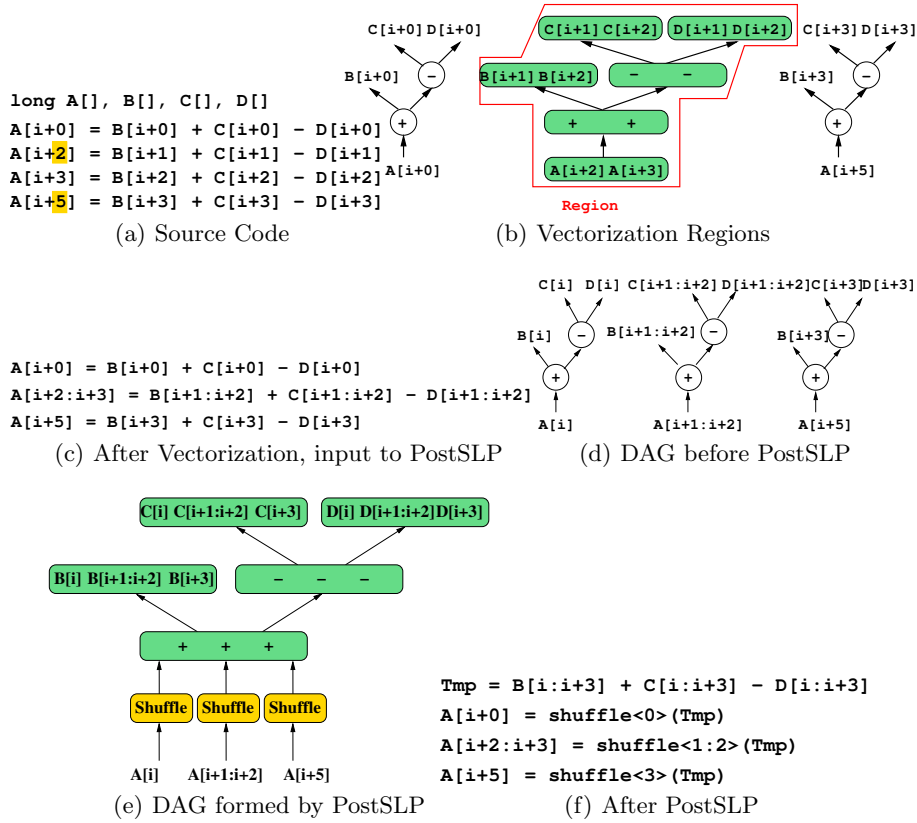 long A[], B[], C[], D[]
A[i+0] = B[i+0] + C[i+0] − D[i+0]
A[i+2] = B[i+1] + C[i+1] − D[i+1]
A[i+3] = B[i+2] + C[i+2] − D[i+2]
A[i+5] = B[i+3] + C[i+3] − D[i+3]
(a) Source Code
C[i+0] D[i+0]
B[i+0]
−
+
A[i+0]
C[i+1] C[i+2]
D[i+1] D[i+2]
B[i+1] B[i+2]
− −
+ +
A[i+2] A[i+3]
Region
C[i+3] D[i+3]
B[i+3]
−
+
A[i+5]
(b) Vectorization Regions
A[i+0] = B[i+0] + C[i+0] − D[i+0]
A[i+2:i+3] = B[i+1:i+2] + C[i+1:i+2] − D[i+1:i+2]
A[i+5] = B[i+3] + C[i+3] − D[i+3]
(c) After Vectorization, input to PostSLP
C[i] D[i]
B[i]
−
+
A[i]
C[i+1:i+2] D[i+1:i+2]
B[i+1:i+2]
−
+
A[i+1:i+2]
C[i+3] D[i+3]
B[i+3]
−
+
A[i+5]
(d) DAG before PostSLP
C[i] C[i+1:i+2] C[i+3]
D[i] D[i+1:i+2] D[i+3]
B[i] B[i+1:i+2] B[i+3]
− − −
+ + +
Shuffle Shuffle Shuffle
A[i] A[i+1:i+2] A[i+5]
(e) DAG formed by PostSLP
Tmp = B[i:i+3] + C[i:i+3] − D[i:i+3]
A[i+0] = shuffle<0>(Tmp)
A[i+2:i+3] = shuffle<1:2>(Tmp)
A[i+5] = shuffle<3>(Tmp)
(f) After PostSLP